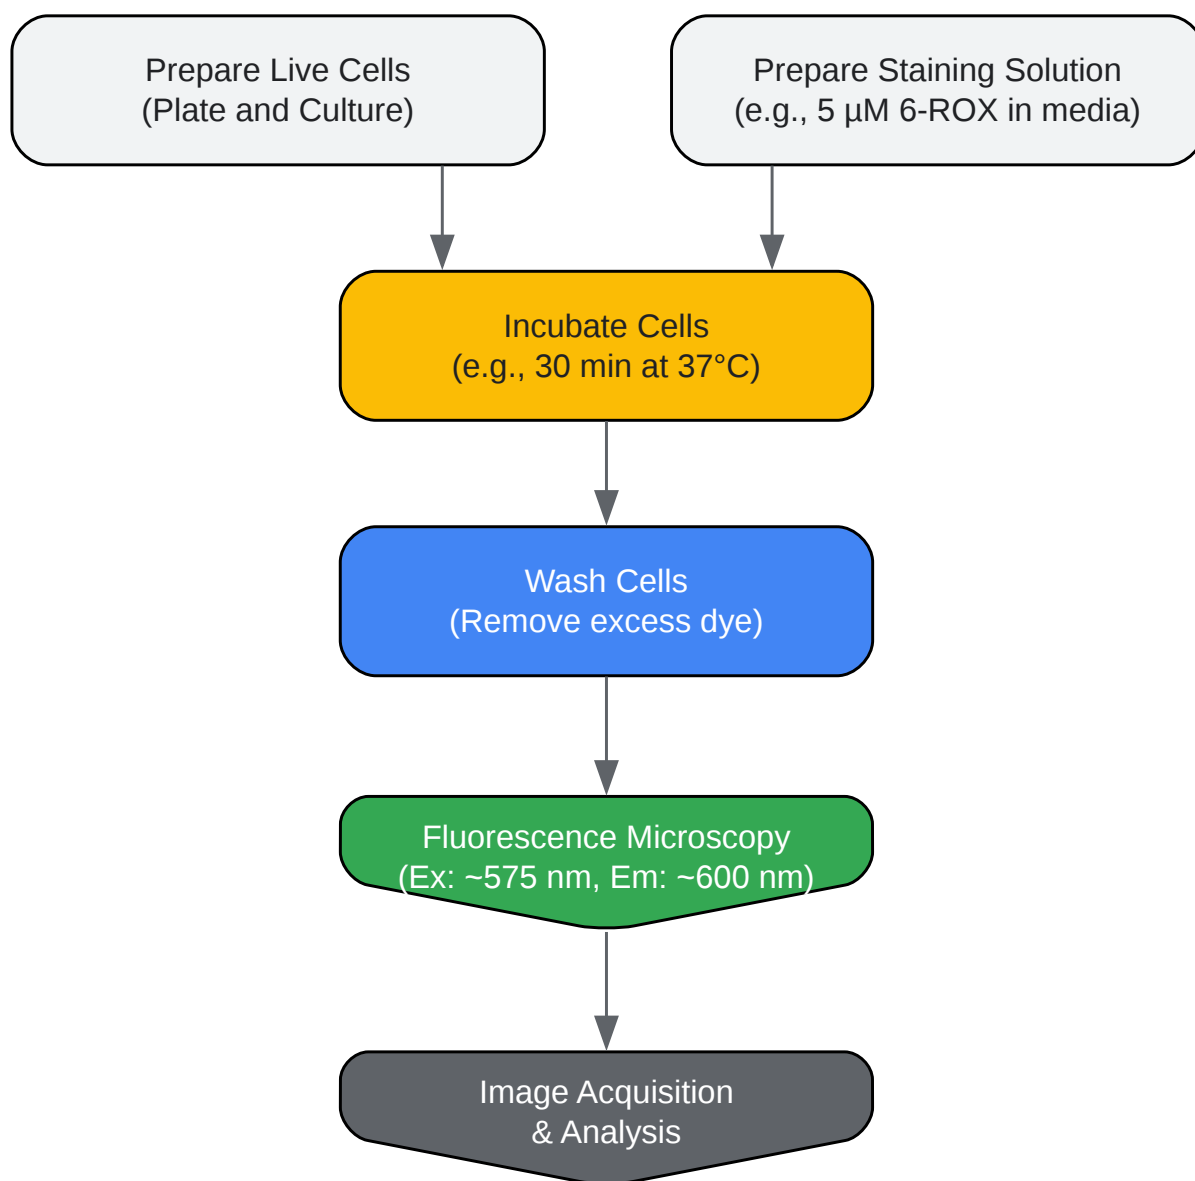 Prepare Live Cells
(Plate and Culture)
Prepare Staining Solution
(e.g., 5 µM 6-ROX in media)
Incubate Cells
(e.g., 30 min at 37°C)
Wash Cells
(Remove excess dye)
Fluorescence Microscopy
(Ex: ~575 nm, Em: ~600 nm)
Image Acquisition
& Analysis